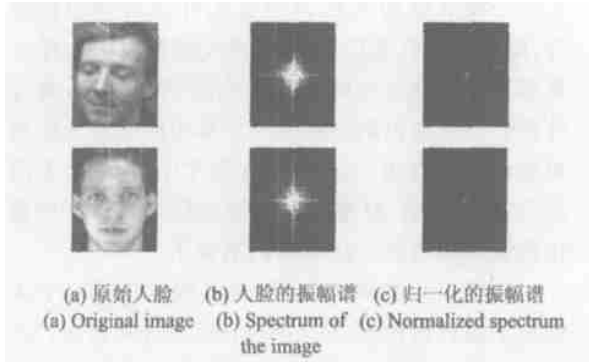 (a) 原始人脸 (b) 人脸的振幅谱 (c) 归一化的振幅谱
(a) Original image (b) Spectrum of (c) Normalized spectrum
the image